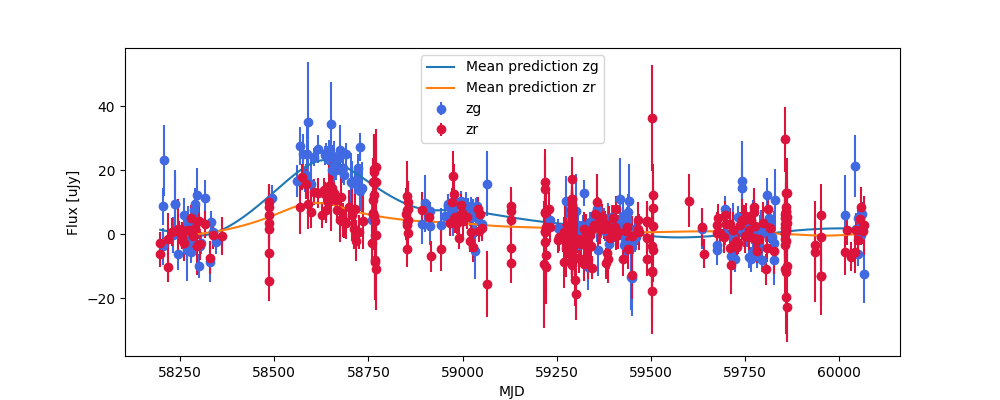 Mean prediction zg
Mean prediction zr
zg
zr
Flux [uJy]
40
20
0
−20
58250
58500
58750
59000
59250
59500
59750
60000
MJD